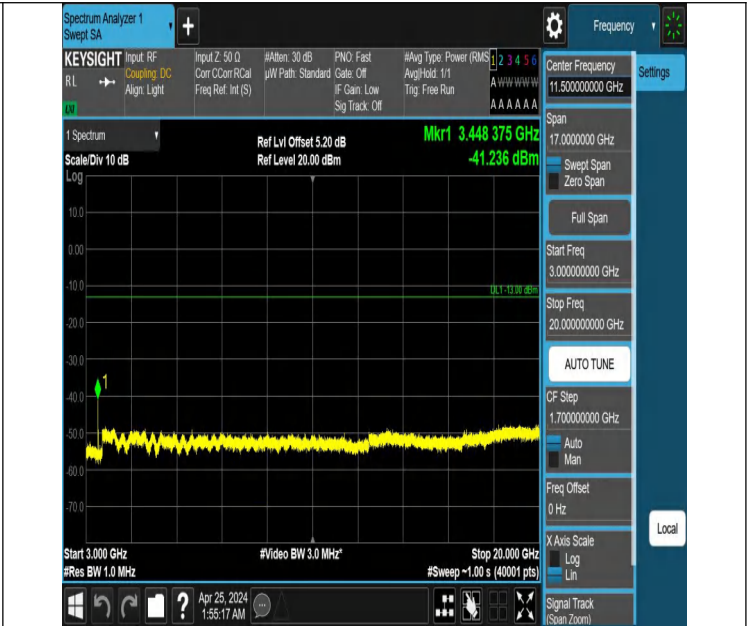 Spectrum Analyzer 1
Swept SA
+
Frequency
KEYSIGHT
RL
Input: RF
Coupling: DC
Align: Light
Input Z: 50 Ω
Corr CCorr RCal
Freq Ref: Int (S)
#Atten: 30 dB
µW Path: Standard
PNO: Fast
Gate: Off
IF Gain: Low
Sig Track: Off
#Avg Type: Power (RMS
Avg|Hold: 1/1
Trig: Free Run
1 2 3 4 5 6
A W W W W W
A A A A A A
1 Spectrum
Scale/Div 10 dB
Ref Lvl Offset 5.20 dB
Ref Level 20.00 dBm
Mkr1 3.448 375 GHz
-41.236 dBm
Log
10.0
0.00
-10.0
-20.0
-30.0
-40.0
-50.0
-60.0
-70.0
DL1 -13.00 dBm
1
Start 3.000 GHz
#Res BW 1.0 MHz
#Video BW 3.0 MHz*
Stop 20.000 GHz
#Sweep ~1.00 s (40001 pts)
Center Frequency
11.500000000 GHz
Settings
Span
17.0000000 GHz
Swept Span
Zero Span
Full Span
Start Freq
3.000000000 GHz
Stop Freq
20.000000000 GHz
AUTO TUNE
CF Step
1.700000000 GHz
Auto
Man
Freq Offset
0 Hz
X Axis Scale
Log
Lin
Signal Track
(Span Zoom)
Local
?
Apr 25, 2024
1:55:17 AM